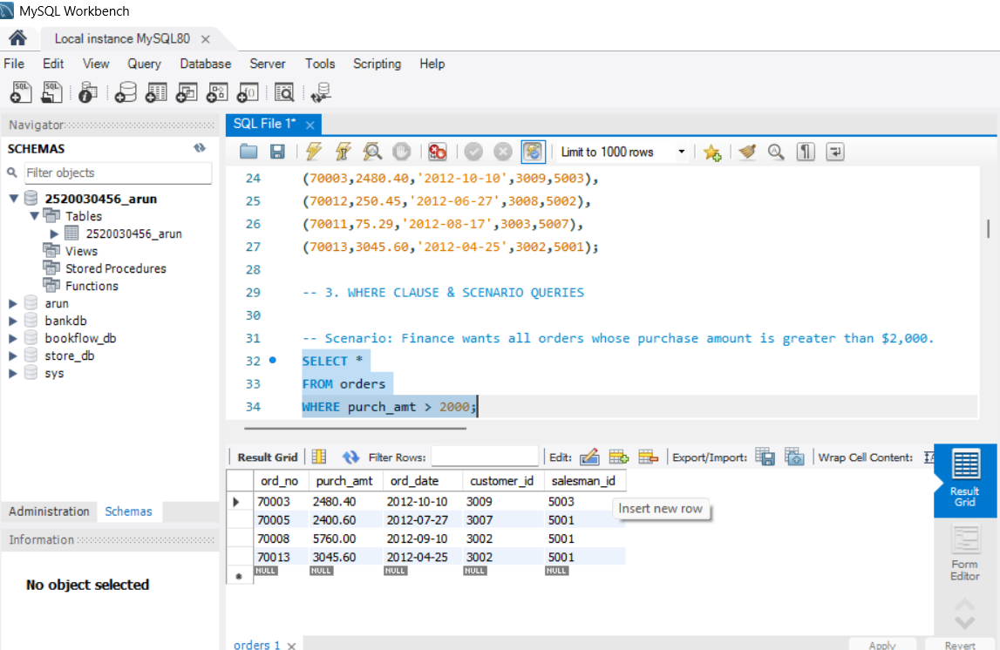 MySQL Workbench
Local instance MySQL80
File Edit View Query Database Server Tools Scripting Help
Navigator
SCHEMAS
Filter objects
2520030456_arun
Tables
2520030456_arun
Views
Stored Procedures
Functions
arun
bankdb
bookflow_db
store_db
sys
Administration Schemas
Information
No object selected
SQL File 1*
Limit to 1000 rows
24 (70003,2480.40,'2012-10-10',3009,5003),
25 (70012,250.45,'2012-06-27',3008,5002),
26 (70011,75.29,'2012-08-17',3003,5007),
27 (70013,3045.60,'2012-04-25',3002,5001);
28
29 -- 3. WHERE CLAUSE & SCENARIO QUERIES
30
31 -- Scenario: Finance wants all orders whose purchase amount is greater than $2,000.
32 SELECT *
33 FROM orders
34 WHERE purch_amt > 2000;
Result Grid Filter Rows: Edit: Export/Import: Wrap Cell Content:
ord_no purch_amt ord_date customer_id salesman_id
70003 2480.40 2012-10-10 3009 5003
70005 2400.60 2012-07-27 3007 5001
70008 5760.00 2012-09-10 3002 5001
70013 3045.60 2012-04-25 3002 5001
NULL NULL NULL NULL NULL
Insert new row
Result
Grid
Form
Editor
orders 1
Apply Revert